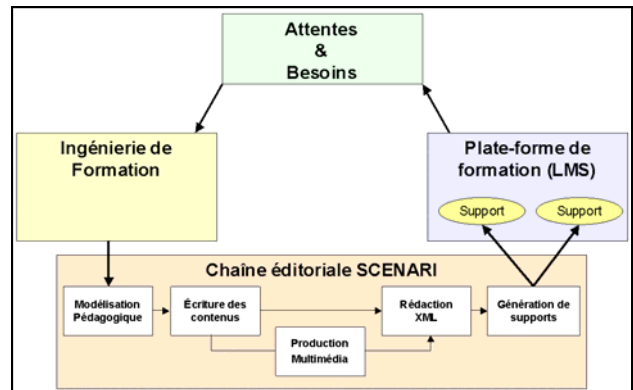 Attentes
&
Besoins
Ingénierie de
Formation
Plate-forme de
formation (LMS)
Support
Support
Chaîne éditoriale SCENARI
Modélisation
Pédagogique
Écriture des
contenus
Production
Multimédia
Rédaction
XML
Génération de
supports